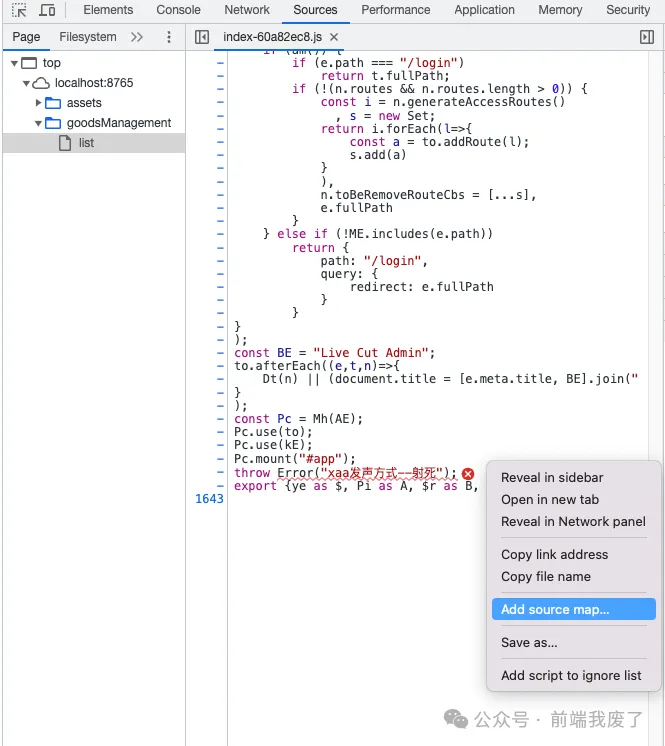 Elements Console Network Sources Performance Application Memory Security
Page Filesystem >> index-60a82ec8.js ×
top
localhost:8765
assets
goodsManagement
list
if (e.path === "/login")
return t.fullPath;
if (!(n.routes && n.routes.length > 0)) {
const i = n.generateAccessRoutes()
, s = new Set;
return i.forEach(l=>{
const a = to.addRoute(l);
s.add(a)
}
),
n.toBeRemoveRouteCbs = [...s],
e.fullPath
}
} else if (!ME.includes(e.path))
return {
path: "/login",
query: {
redirect: e.fullPath
}
}
}
);
const BE = "Live Cut Admin";
to.afterEach((e,t,n)=>{
Dt(n) || (document.title = [e.meta.title, BE].join("
}
);
const Pc = Mh(AE);
Pc.use(to);
Pc.use(kE);
Pc.mount("#app");
throw Error("xaa发声方式——射死");
export {ye as $, Pi as A, $r as B,
1643
Reveal in sidebar
Open in new tab
Reveal in Network panel
Copy link address
Copy file name
Add source map...
Save as...
Add script to ignore list
公众号 · 前端我废了